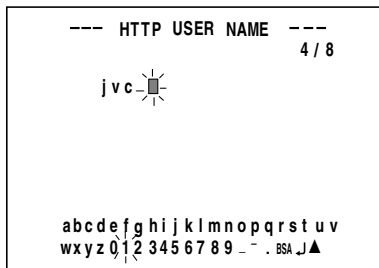 --- HTTP USER NAME ---
4/8
jvc_
abcdefghijklmnopqrstuv
wxyz0123456789_-. BSA ↲▲